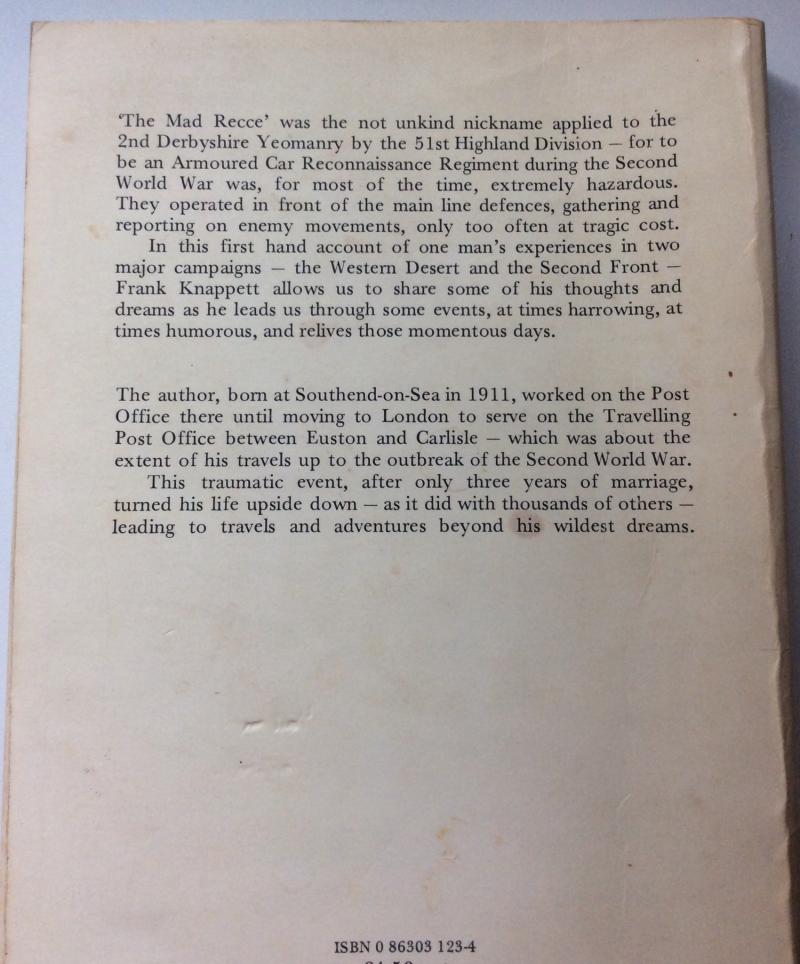 ‘The Mad Recce’ was the not unkind nickname applied to the
2nd Derbyshire Yeomanry by the 51st Highland Division – for to
be an Armoured Car Reconnaissance Regiment during the Second
World War was, for most of the time, extremely hazardous.
They operated in front of the main line defences, gathering and
reporting on enemy movements, only too often at tragic cost.
In this first hand account of one man’s experiences in two
major campaigns – the Western Desert and the Second Front –
Frank Knappett allows us to share some of his thoughts and
dreams as he leads us through some events, at times harrowing, at
times humorous, and relives those momentous days.
The author, born at Southend-on-Sea in 1911, worked on the Post
Office there until moving to London to serve on the Travelling
Post Office between Euston and Carlisle – which was about the
extent of his travels up to the outbreak of the Second World War.
This traumatic event, after only three years of marriage,
turned his life upside down – as it did with thousands of others –
leading to travels and adventures beyond his wildest dreams.
ISBN 0 86303 123-4